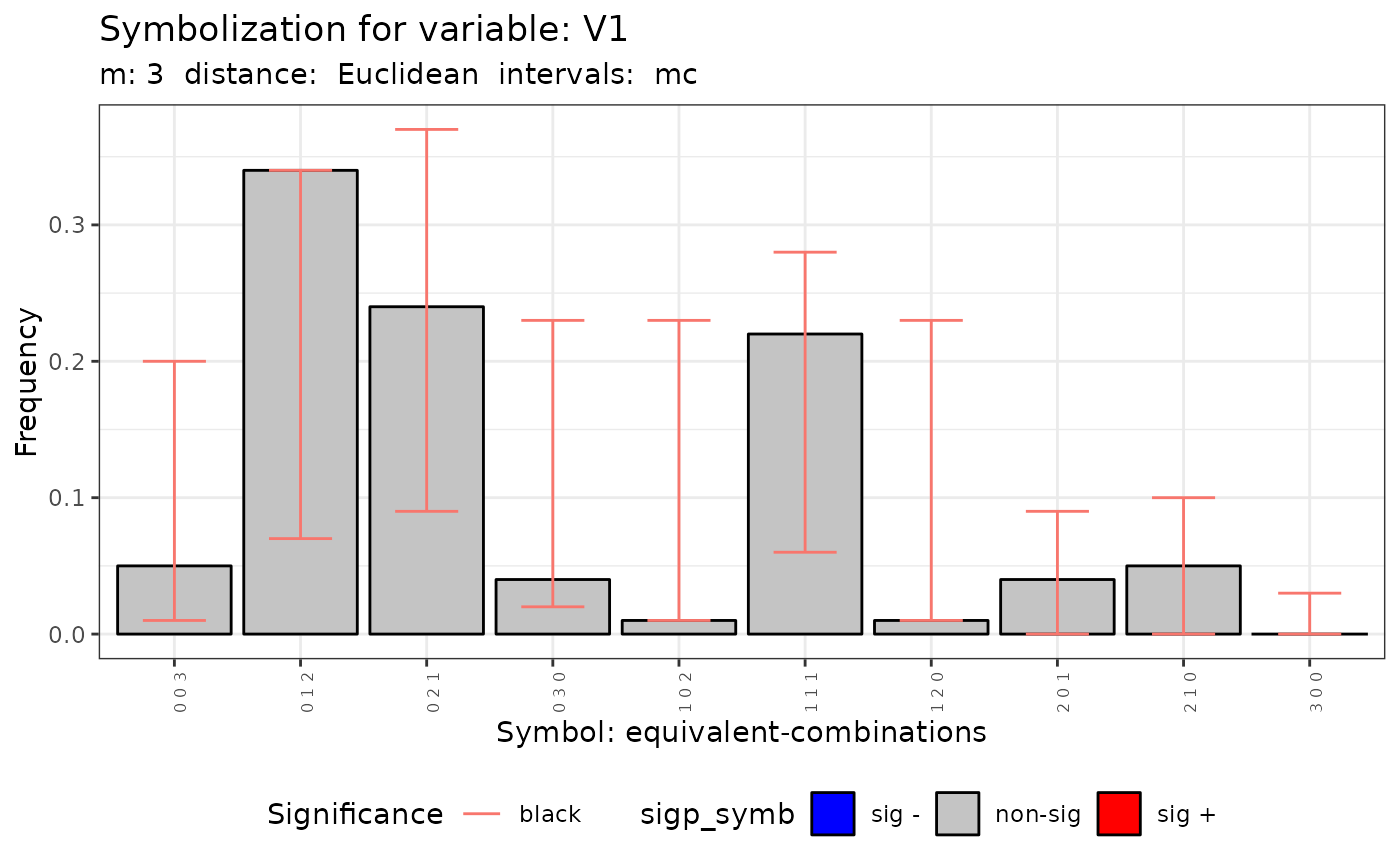 Symbolization for variable: V1
m: 3 distance: Euclidean intervals: mc
Frequency
0.3
0.2
0.1
0.0
0 0 3
0 1 2
0 2 1
0 3 0
1 0 2
1 1 1
1 2 0
2 0 1
2 1 0
3 0 0
Symbol: equivalent-combinations
Significance black sigp_symb sig - non-sig sig +